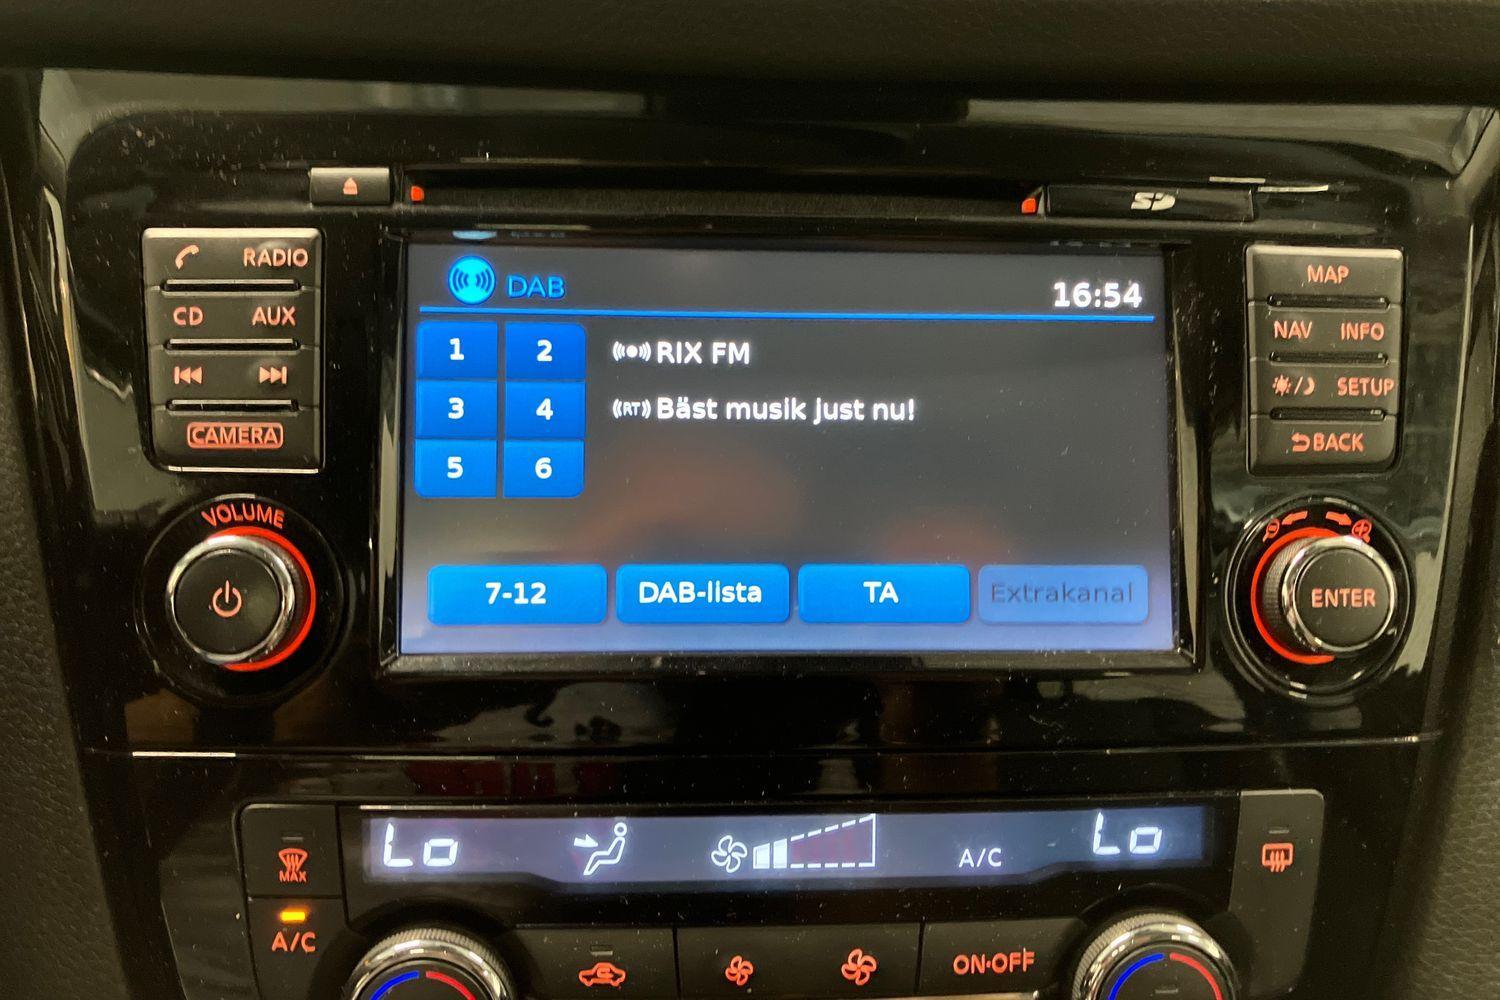 SD
RADIO
CD AUX
CAMERA
VOLUME
DAB
16:54
1 2
3 4
5 6
((•)) RIX FM
((RT)) Bäst musik just nu!
7-12 DAB-lista TA Extrakanal
MAP
NAV INFO
SETUP
BACK
ENTER
Lo A/C Lo
MAX
A/C
ON·OFF